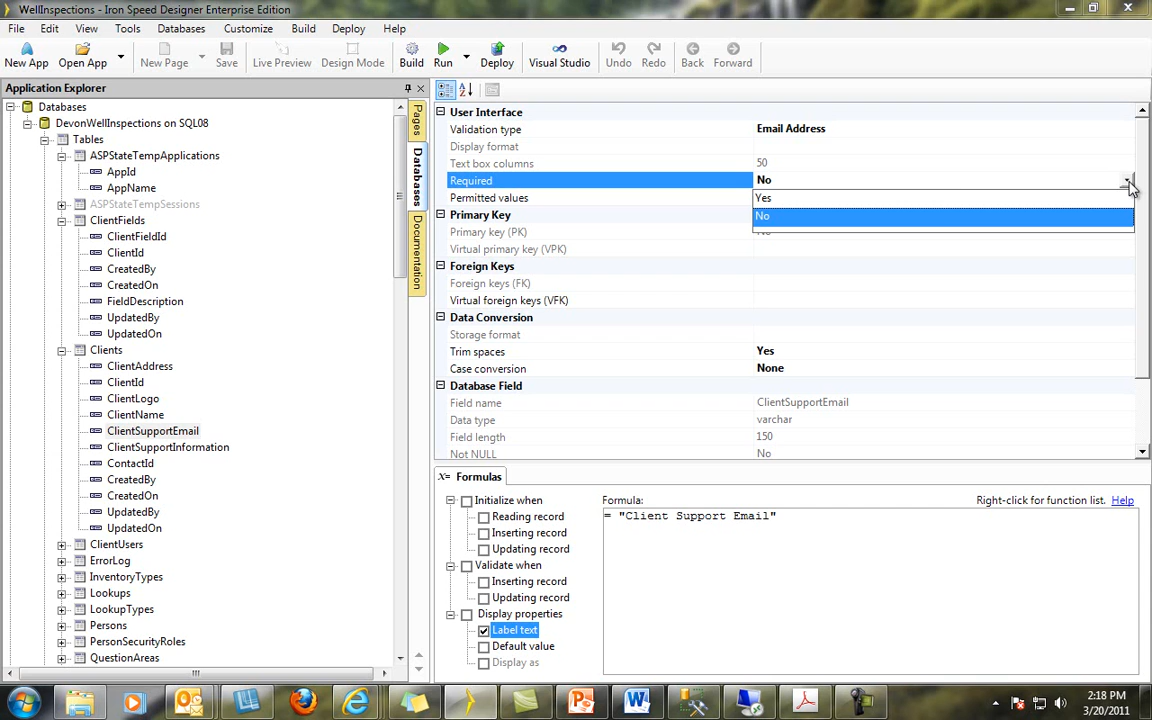 WellInspections - Iron Speed Designer Enterprise Edition
File Edit View Tools Databases Customize Build Deploy Help
New App Open App New Page Save Live Preview Design Mode Build Run Deploy Visual Studio Undo Redo Back Forward
Application Explorer
Databases
DevonWellInspections on SQL08
Tables
ASPStateTempApplications
AppId
AppName
ASPStateTempSessions
ClientFields
ClientFieldId
ClientId
CreatedBy
CreatedOn
FieldDescription
UpdatedBy
UpdatedOn
Clients
ClientAddress
ClientId
ClientLogo
ClientName
ClientSupportEmail
ClientSupportInformation
ContactId
CreatedBy
CreatedOn
UpdatedBy
UpdatedOn
ClientUsers
ErrorLog
InventoryTypes
Lookups
LookupTypes
Persons
PersonSecurityRoles
QuestionAreas
Pages
Databases
Documentation
User Interface
Validation type Email Address
Display format
Text box columns 50
Required No
Permitted values Yes
No
Primary Key
Primary key (PK) No
Virtual primary key (VPK)
Foreign Keys
Foreign keys (FK)
Virtual foreign keys (VFK)
Data Conversion
Storage format
Trim spaces Yes
Case conversion None
Database Field
Field name ClientSupportEmail
Data type varchar
Field length 150
Not NULL No
X= Formulas
Initialize when
Reading record
Inserting record
Updating record
Validate when
Inserting record
Updating record
Display properties
Label text
Default value
Display as
Formula: Right-click for function list. Help
= "Client Support Email"
2:18 PM
3/20/2011